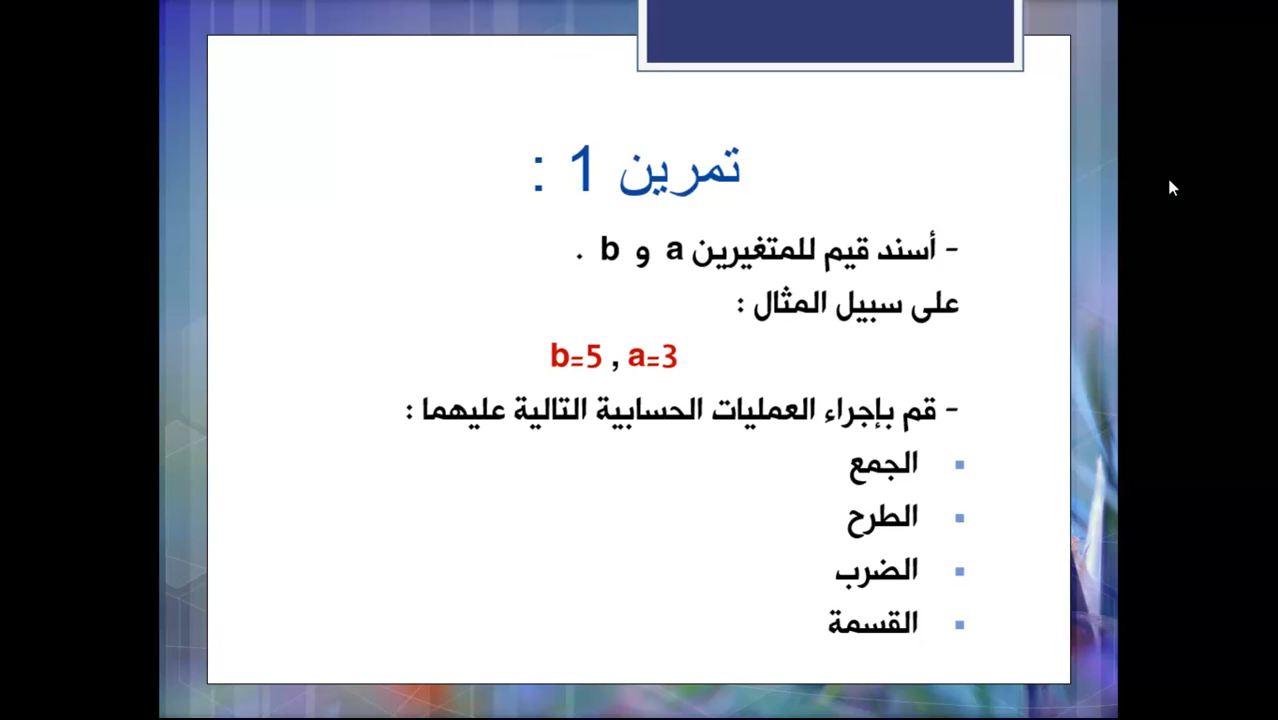 تمرين 1 :
- أسند قيم للمتغيرين a و b .
على سبيل المثال :
a=3 , b=5
- قم بإجراء العمليات الحسابية التالية عليهما :
▪ الجمع
▪ الطرح
▪ الضرب
▪ القسمة